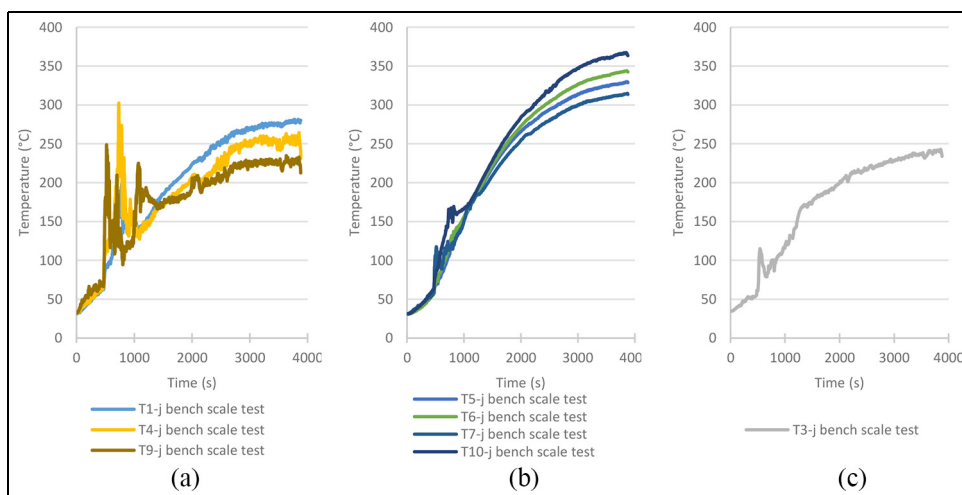 400
350
300
250
200
150
100
50
0
Temperature (°C)
0 1000 2000 3000 4000
Time (s)
T1-j bench scale test
T4-j bench scale test
T9-j bench scale test
(a)
400
350
300
250
200
150
100
50
0
Temperature (°C)
0 1000 2000 3000 4000
Time (s)
T5-j bench scale test
T6-j bench scale test
T7-j bench scale test
T10-j bench scale test
(b)
400
350
300
250
200
150
100
50
0
Temperature (°C)
0 1000 2000 3000 4000
Time (s)
T3-j bench scale test
(c)